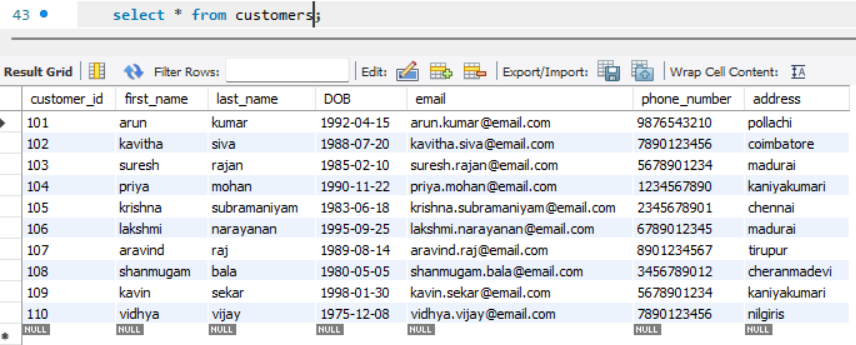 43 select * from customers;
Result Grid Filter Rows: Edit: Export/Import: Wrap Cell Content: IA
customer_id first_name last_name DOB email phone_number address
101 arun kumar 1992-04-15 arun.kumar@email.com 9876543210 pollachi
102 kavitha siva 1988-07-20 kavitha.siva@email.com 7890123456 coimbatore
103 suresh rajan 1985-02-10 suresh.rajan@email.com 5678901234 madurai
104 priya mohan 1990-11-22 priya.mohan@email.com 1234567890 kaniyakumari
105 krishna subramaniyam 1983-06-18 krishna.subramaniyam@email.com 2345678901 chennai
106 lakshmi narayanan 1995-09-25 lakshmi.narayanan@email.com 6789012345 madurai
107 aravind raj 1989-08-14 aravind.raj@email.com 8901234567 tirupur
108 shanmugam bala 1980-05-05 shanmugam.bala@email.com 3456789012 cheranmadevi
109 kavin sekar 1998-01-30 kavin.sekar@email.com 5678901234 kaniyakumari
110 vidhya vijay 1975-12-08 vidhya.vijay@email.com 7890123456 nilgiris
* NULL NULL NULL NULL NULL NULL NULL